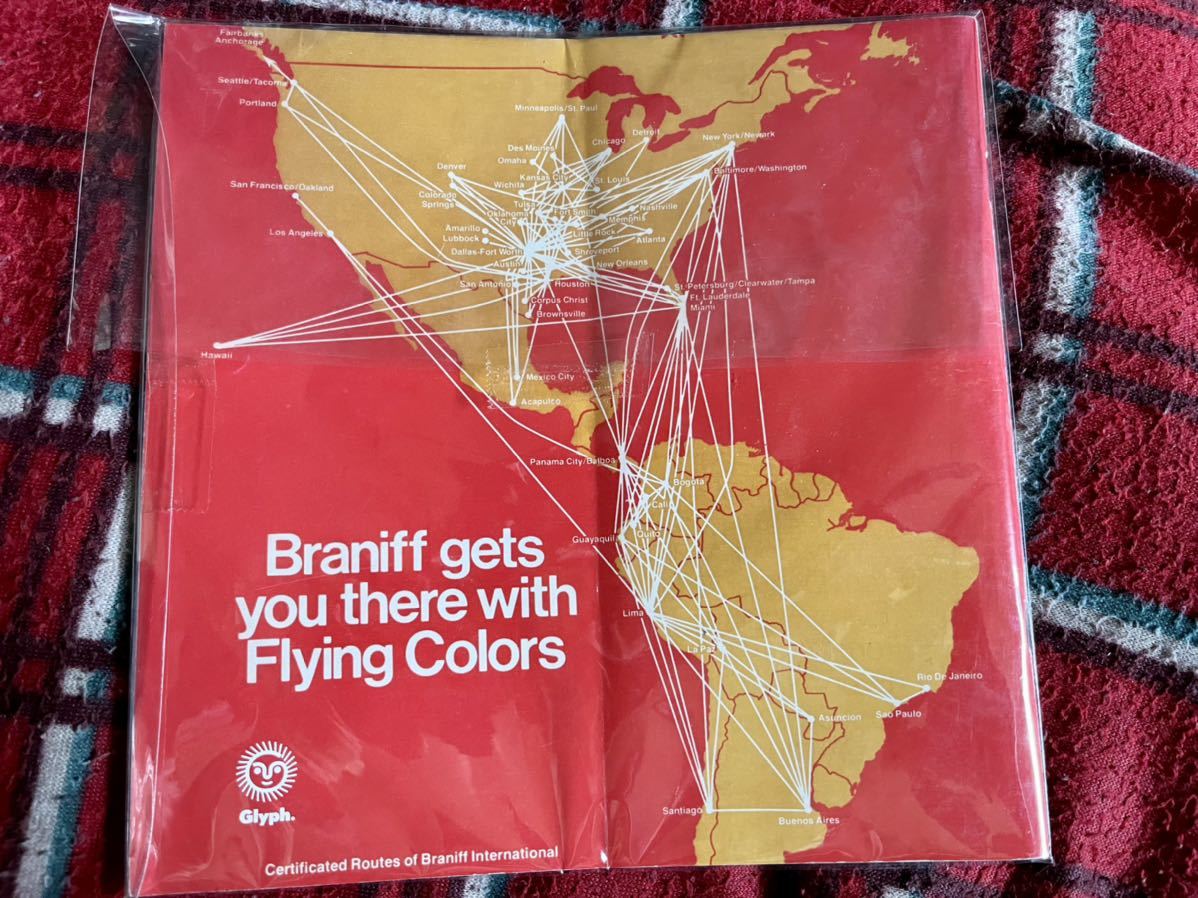 Fairbanks
Anchorage
Seattle/Tacoma
Portland
Minneapolis/St. Paul
Detroit
Chicago
New York/Newark
Des Moines
Omaha
Denver
Baltimore/Washington
Kansas City
St. Louis
San Francisco/Oakland
Wichita
Colorado
Springs
Tulsa
Nashville
Oklahoma
City
Fort Smith
Memphis
Los Angeles
Amarillo
Little Rock
Lubbock
Atlanta
Dallas-Fort Worth
Shreveport
Austin
New Orleans
San Antonio
Houston
St. Petersburg/Clearwater/Tampa
Ft. Lauderdale
Corpus Christ
Miami
Brownsville
Hawaii
Mexico City
Acapulco
Panama City/Balboa
Bogota
Cali
Quito
Guayaquil
Braniff gets
you there with
Flying Colors
Lima
La Paz
Rio De Janeiro
Sao Paulo
Asuncion
Santiago
Buenos Aires
Glyph.
Certificated Routes of Braniff International